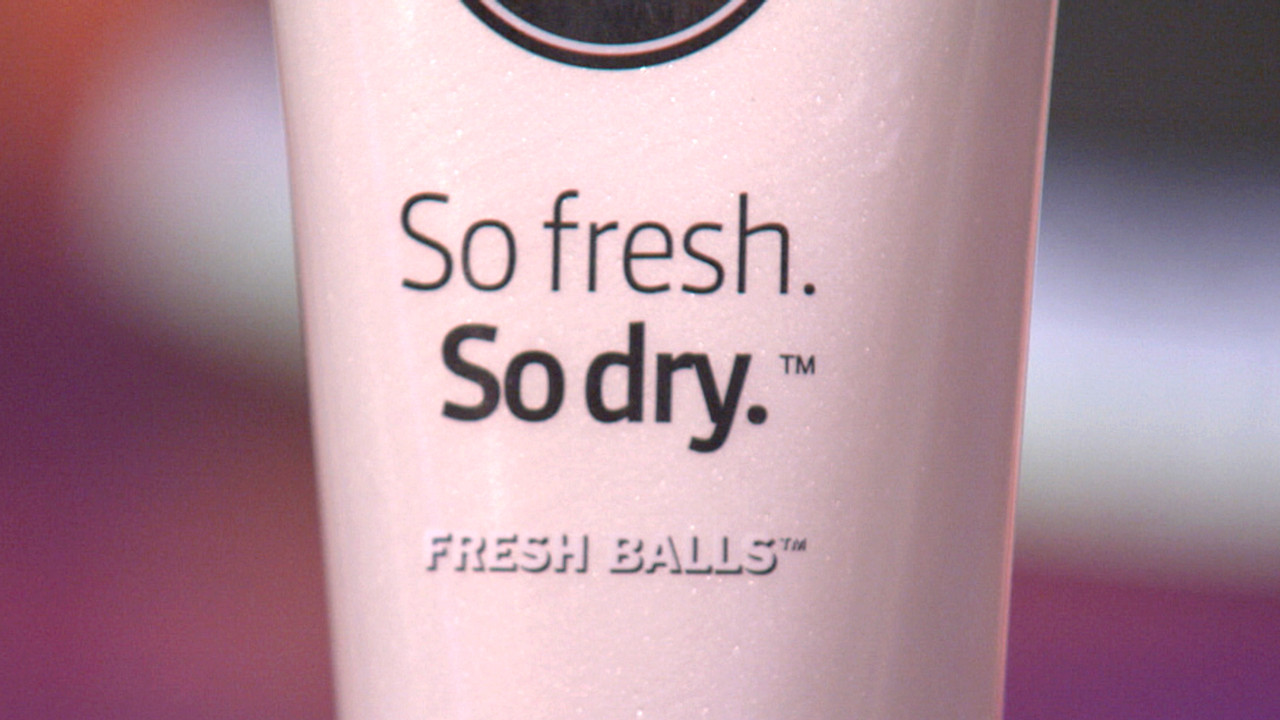 So fresh.
So dry.™
FRESH BALLS™